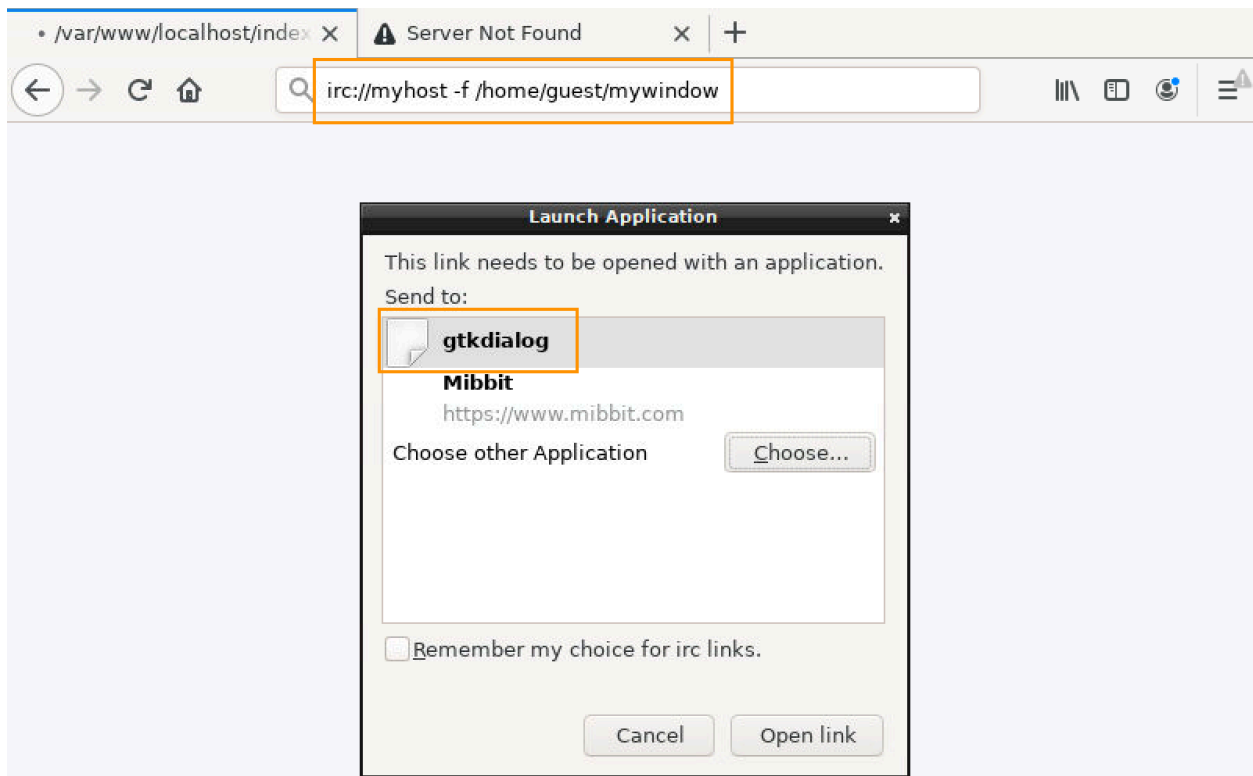 /var/www/localhost/index
Server Not Found
irc://myhost -f /home/guest/mywindow
Launch Application
This link needs to be opened with an application.
Send to:
gtkdialog
Mibbit
https://www.mibbit.com
Choose other Application Choose...
Remember my choice for irc links.
Cancel Open link